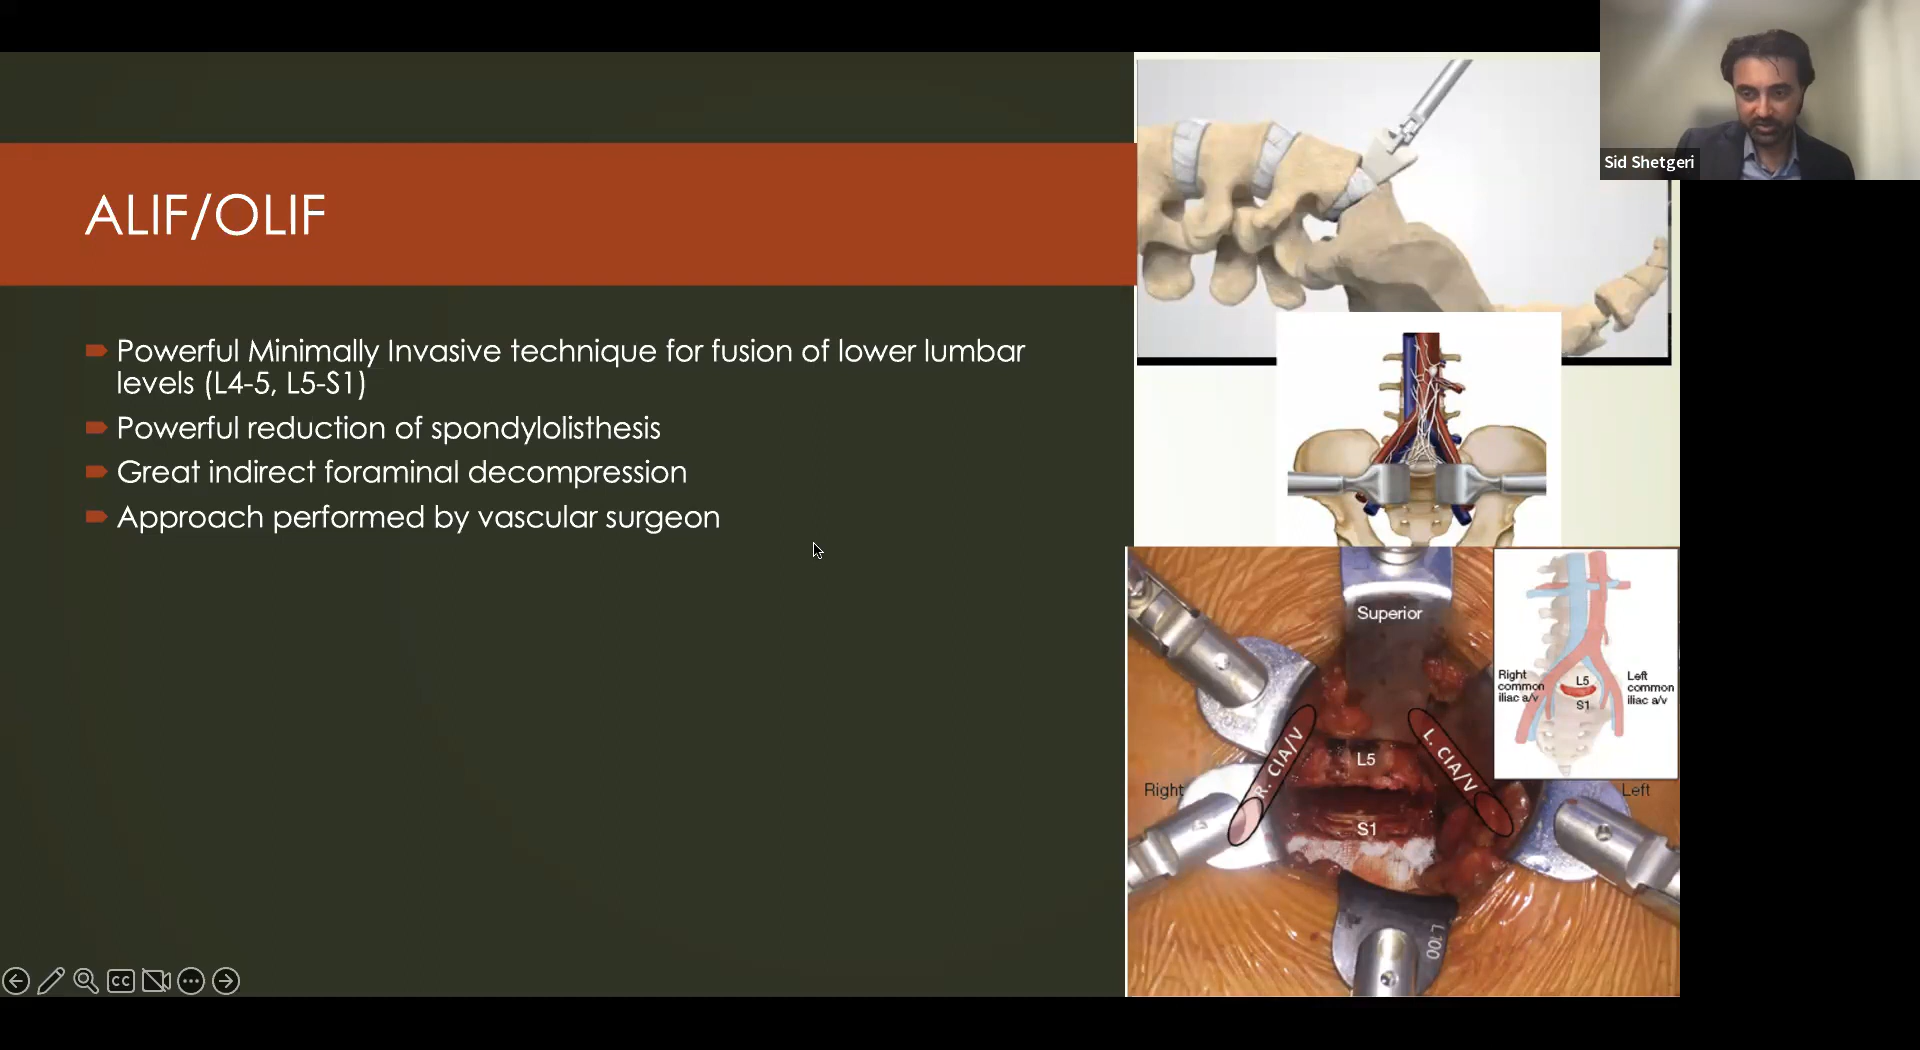 ALIF/OLIF
Powerful Minimally Invasive technique for fusion of lower lumbar
levels (L4-5, L5-S1)
Powerful reduction of spondylolisthesis
Great indirect foraminal decompression
Approach performed by vascular surgeon
Sid Shetgeri
Superior
Right
common
iliac a/v
L5
S1
Left
common
iliac a/v
R. CIA/V
L. CIA/V
L5
Right
Left
S1
L100
CC